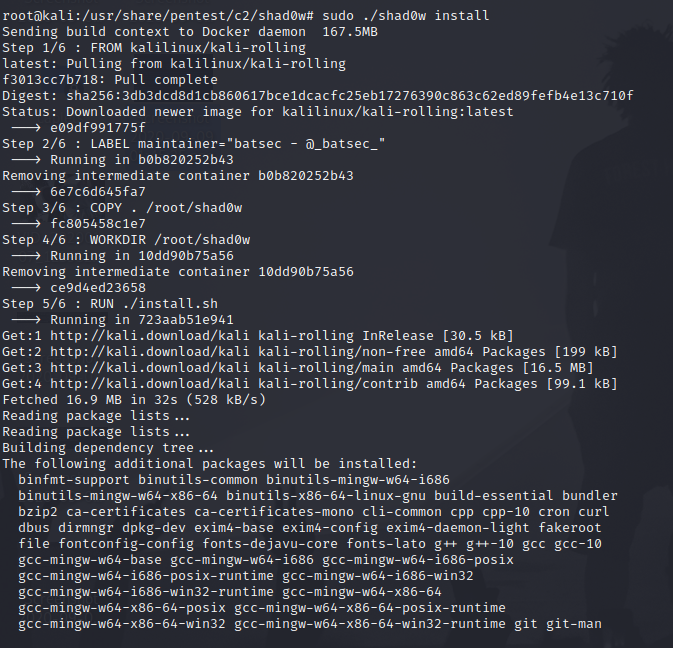 root@kali:/usr/share/pentest/c2/shad0w# sudo ./shad0w install
Sending build context to Docker daemon  167.5MB
Step 1/6 : FROM kalilinux/kali-rolling
latest: Pulling from kalilinux/kali-rolling
f3013cc7b718: Pull complete
Digest: sha256:3db3dcd8d1cb860617bce1dcacfc25eb17276390c863c62ed89fefb4e13c710f
Status: Downloaded newer image for kalilinux/kali-rolling:latest
 ---> e09df991775f
Step 2/6 : LABEL maintainer="batsec - @_batsec_"
 ---> Running in b0b820252b43
Removing intermediate container b0b820252b43
 ---> 6e7c6d645fa7
Step 3/6 : COPY . /root/shad0w
 ---> fc805458c1e7
Step 4/6 : WORKDIR /root/shad0w
 ---> Running in 10dd90b75a56
Removing intermediate container 10dd90b75a56
 ---> ce9d4ed23658
Step 5/6 : RUN ./install.sh
 ---> Running in 723aab51e941
Get:1 http://kali.download/kali kali-rolling InRelease [30.5 kB]
Get:2 http://kali.download/kali kali-rolling/non-free amd64 Packages [199 kB]
Get:3 http://kali.download/kali kali-rolling/main amd64 Packages [16.5 MB]
Get:4 http://kali.download/kali kali-rolling/contrib amd64 Packages [99.1 kB]
Fetched 16.9 MB in 32s (528 kB/s)
Reading package lists...
Reading package lists...
Building dependency tree...
The following additional packages will be installed:
  binfmt-support binutils-common binutils-mingw-w64-i686
  binutils-mingw-w64-x86-64 binutils-x86-64-linux-gnu build-essential bundler
  bzip2 ca-certificates ca-certificates-mono cli-common cpp cpp-10 cron curl
  dbus dirmngr dpkg-dev exim4-base exim4-config exim4-daemon-light fakeroot
  file fontconfig-config fonts-dejavu-core fonts-lato g++ g++-10 gcc gcc-10
  gcc-mingw-w64-base gcc-mingw-w64-i686 gcc-mingw-w64-i686-posix
  gcc-mingw-w64-i686-posix-runtime gcc-mingw-w64-i686-win32
  gcc-mingw-w64-i686-win32-runtime gcc-mingw-w64-x86-64
  gcc-mingw-w64-x86-64-posix gcc-mingw-w64-x86-64-posix-runtime
  gcc-mingw-w64-x86-64-win32 gcc-mingw-w64-x86-64-win32-runtime git git-man